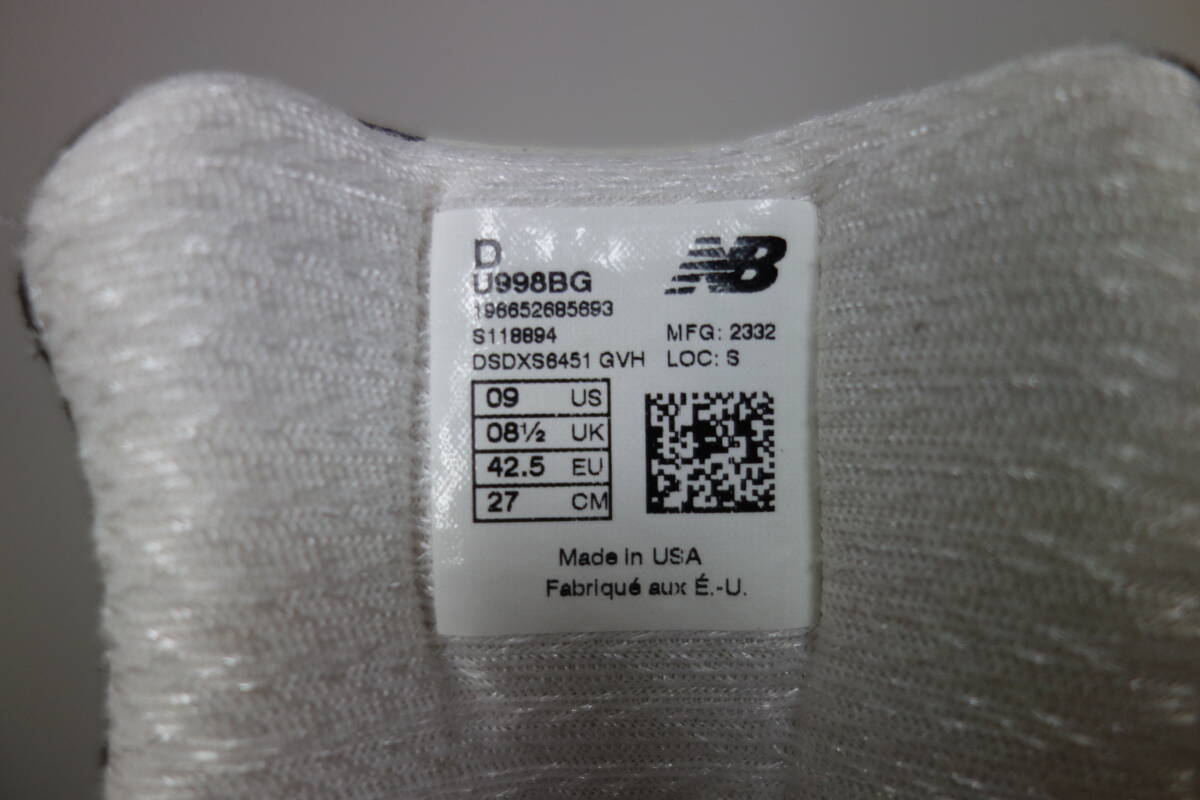 D
NB
U998BG
196652685693
S118894 MFG: 2332
DSDXS6451 GVH LOC: S
09 US
08½ UK
42.5 EU
27 CM
Made in USA
Fabriqué aux É.-U.